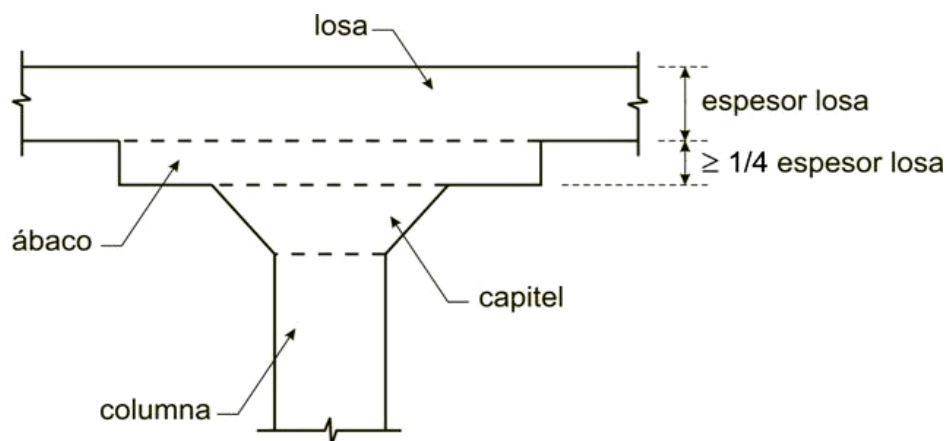 losa
espesor losa
≥ 1/4 espesor losa
ábaco
capitel
columna